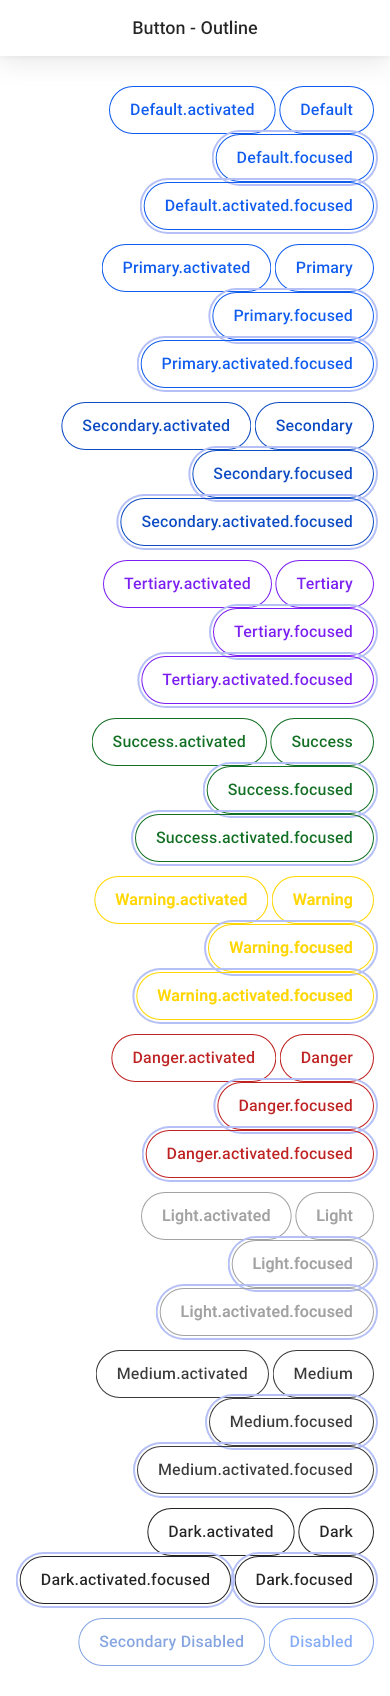 Button - Outline
Default.activated Default
Default.focused
Default.activated.focused
Primary.activated Primary
Primary.focused
Primary.activated.focused
Secondary.activated Secondary
Secondary.focused
Secondary.activated.focused
Tertiary.activated Tertiary
Tertiary.focused
Tertiary.activated.focused
Success.activated Success
Success.focused
Success.activated.focused
Warning.activated Warning
Warning.focused
Warning.activated.focused
Danger.activated Danger
Danger.focused
Danger.activated.focused
Light.activated Light
Light.focused
Light.activated.focused
Medium.activated Medium
Medium.focused
Medium.activated.focused
Dark.activated Dark
Dark.activated.focused Dark.focused
Secondary Disabled Disabled